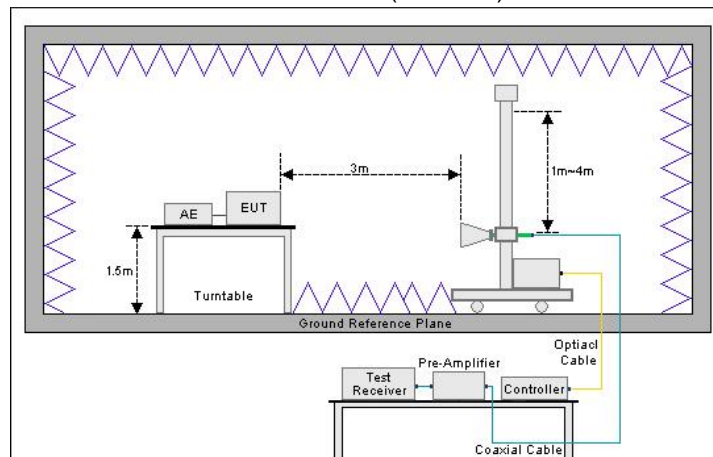 3m
1m~4m
AE
EUT
1.5m
Turntable
Ground Reference Plane
Optiacl
Cable
Pre-Amplifier
Test
Receiver
Controller
Coaxial Cable